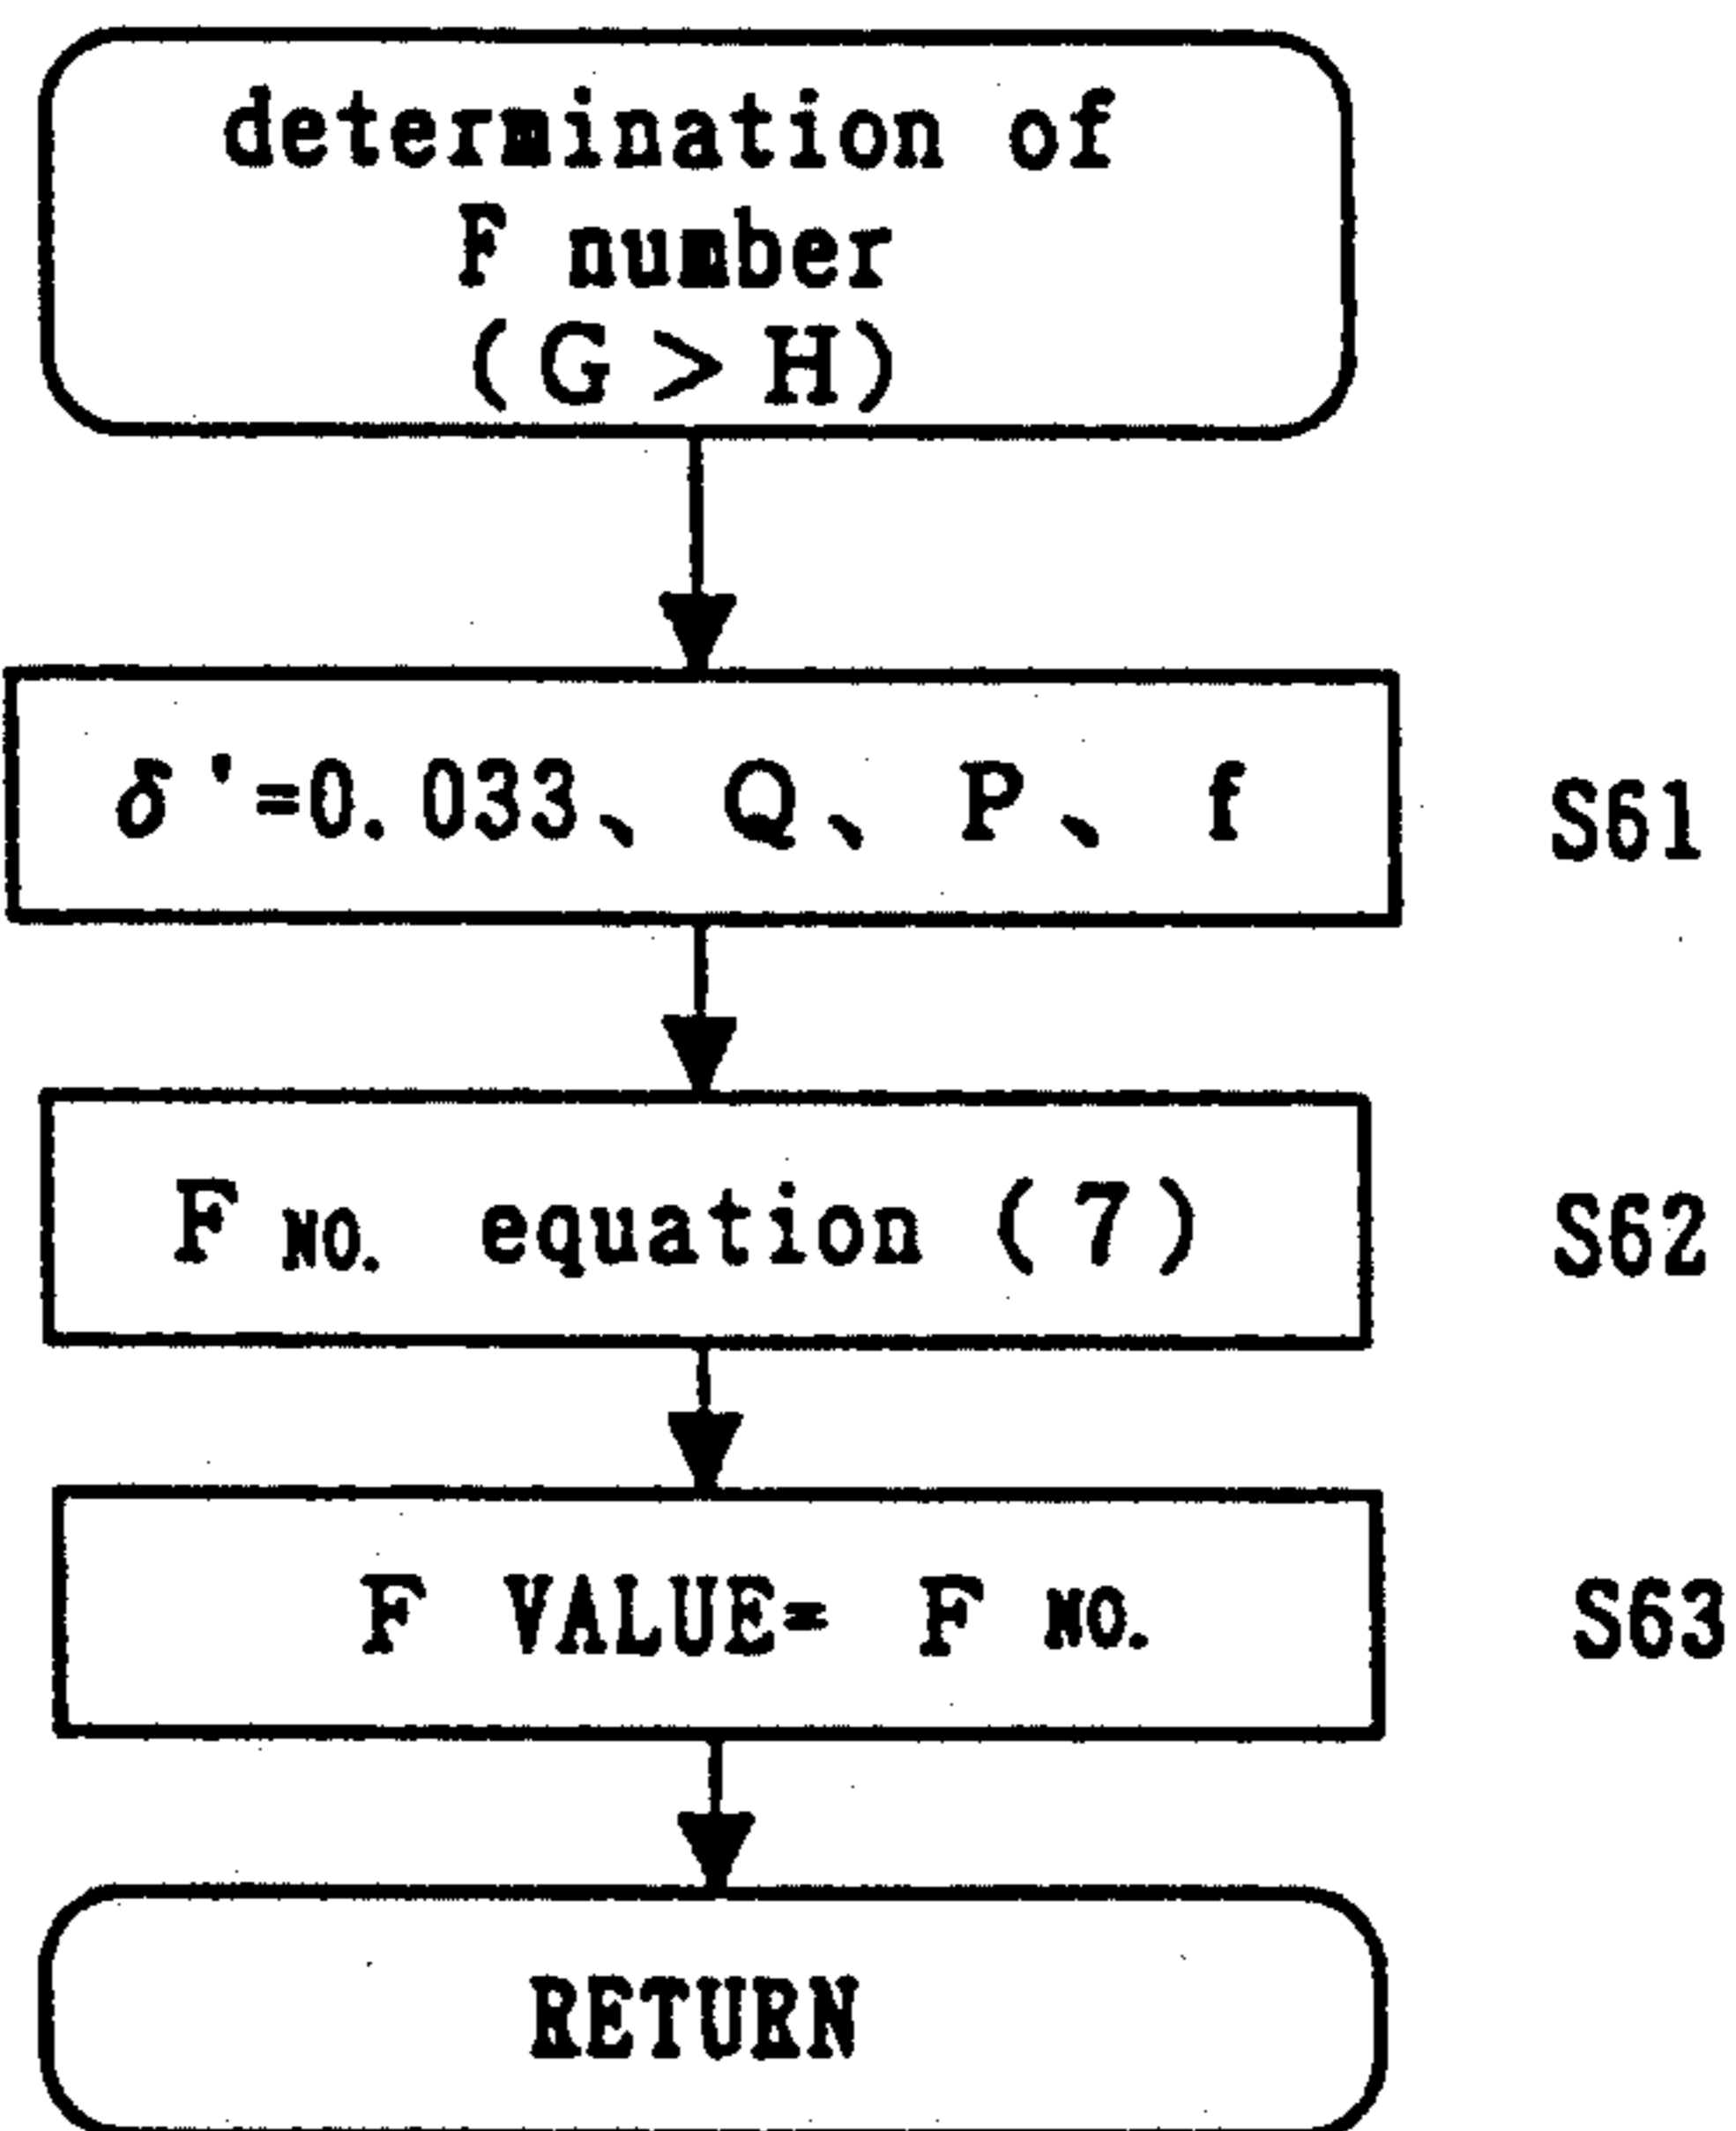 determination of
F number
(G > H)
δ'=0.033、 Q、 P、 f
S61
F NO. equation (7)
S62
F VALUE= F NO.
S63
RETURN